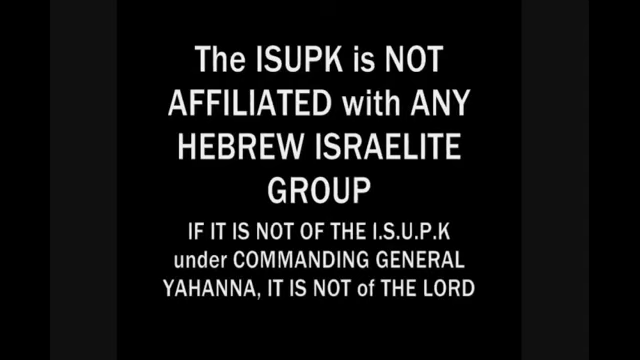 The ISUPK is NOT
AFFILIATED with ANY
HEBREW ISRAELITE
GROUP
IF IT IS NOT OF THE I.S.U.P.K
under COMMANDING GENERAL
YAHANNA, IT IS NOT of THE LORD